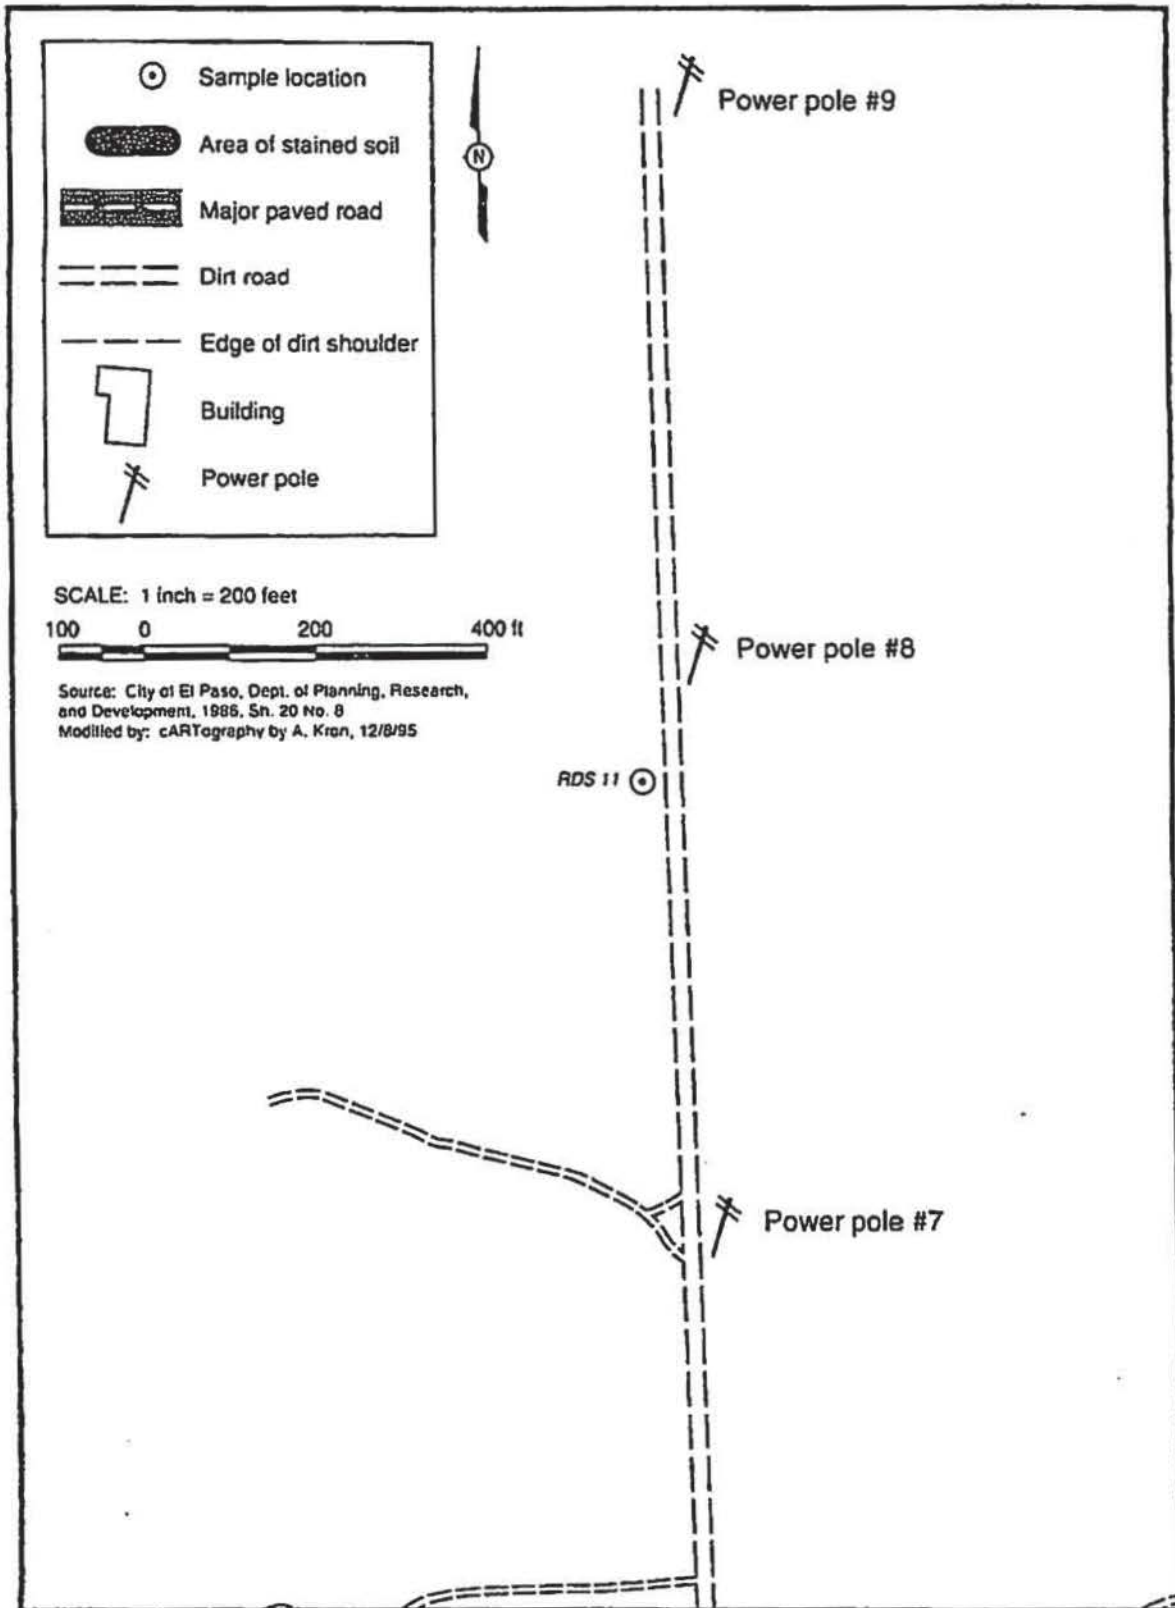 Sample location
Area of stained soil
Major paved road
Dirt road
Edge of dirt shoulder
Building
Power pole
N
Power pole #9
SCALE: 1 inch = 200 feet
100 0 200 400 ft
Source: City of El Paso, Dept. of Planning, Research,
and Development, 1986, Sh. 20 No. 8
Modified by: cARTography by A. Kron, 12/8/95
Power pole #8
RDS 11
Power pole #7